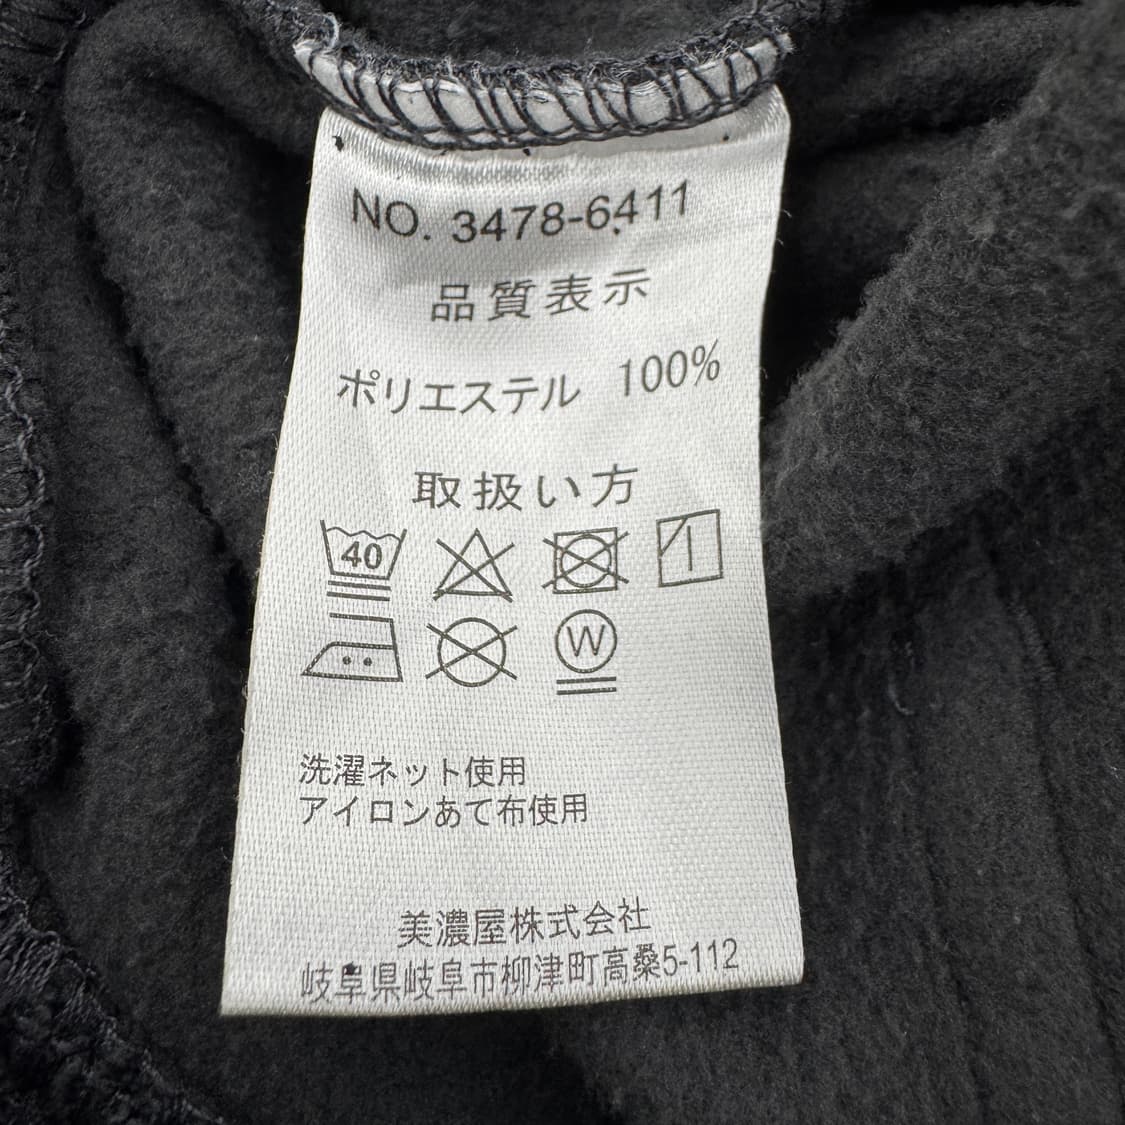 NO. 3478-6411
品質表示
ポリエステル 100%
取扱い方
40
W
洗濯ネット使用
アイロンあて布使用
美濃屋株式会社
岐阜県岐阜市柳津町高桑5-112